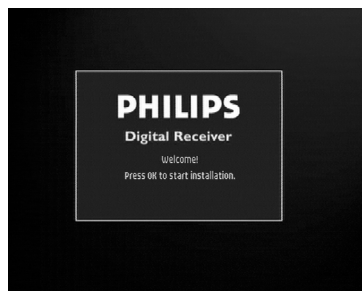 PHILIPS
Digital Receiver
Welcome!
Press OK to start installation.